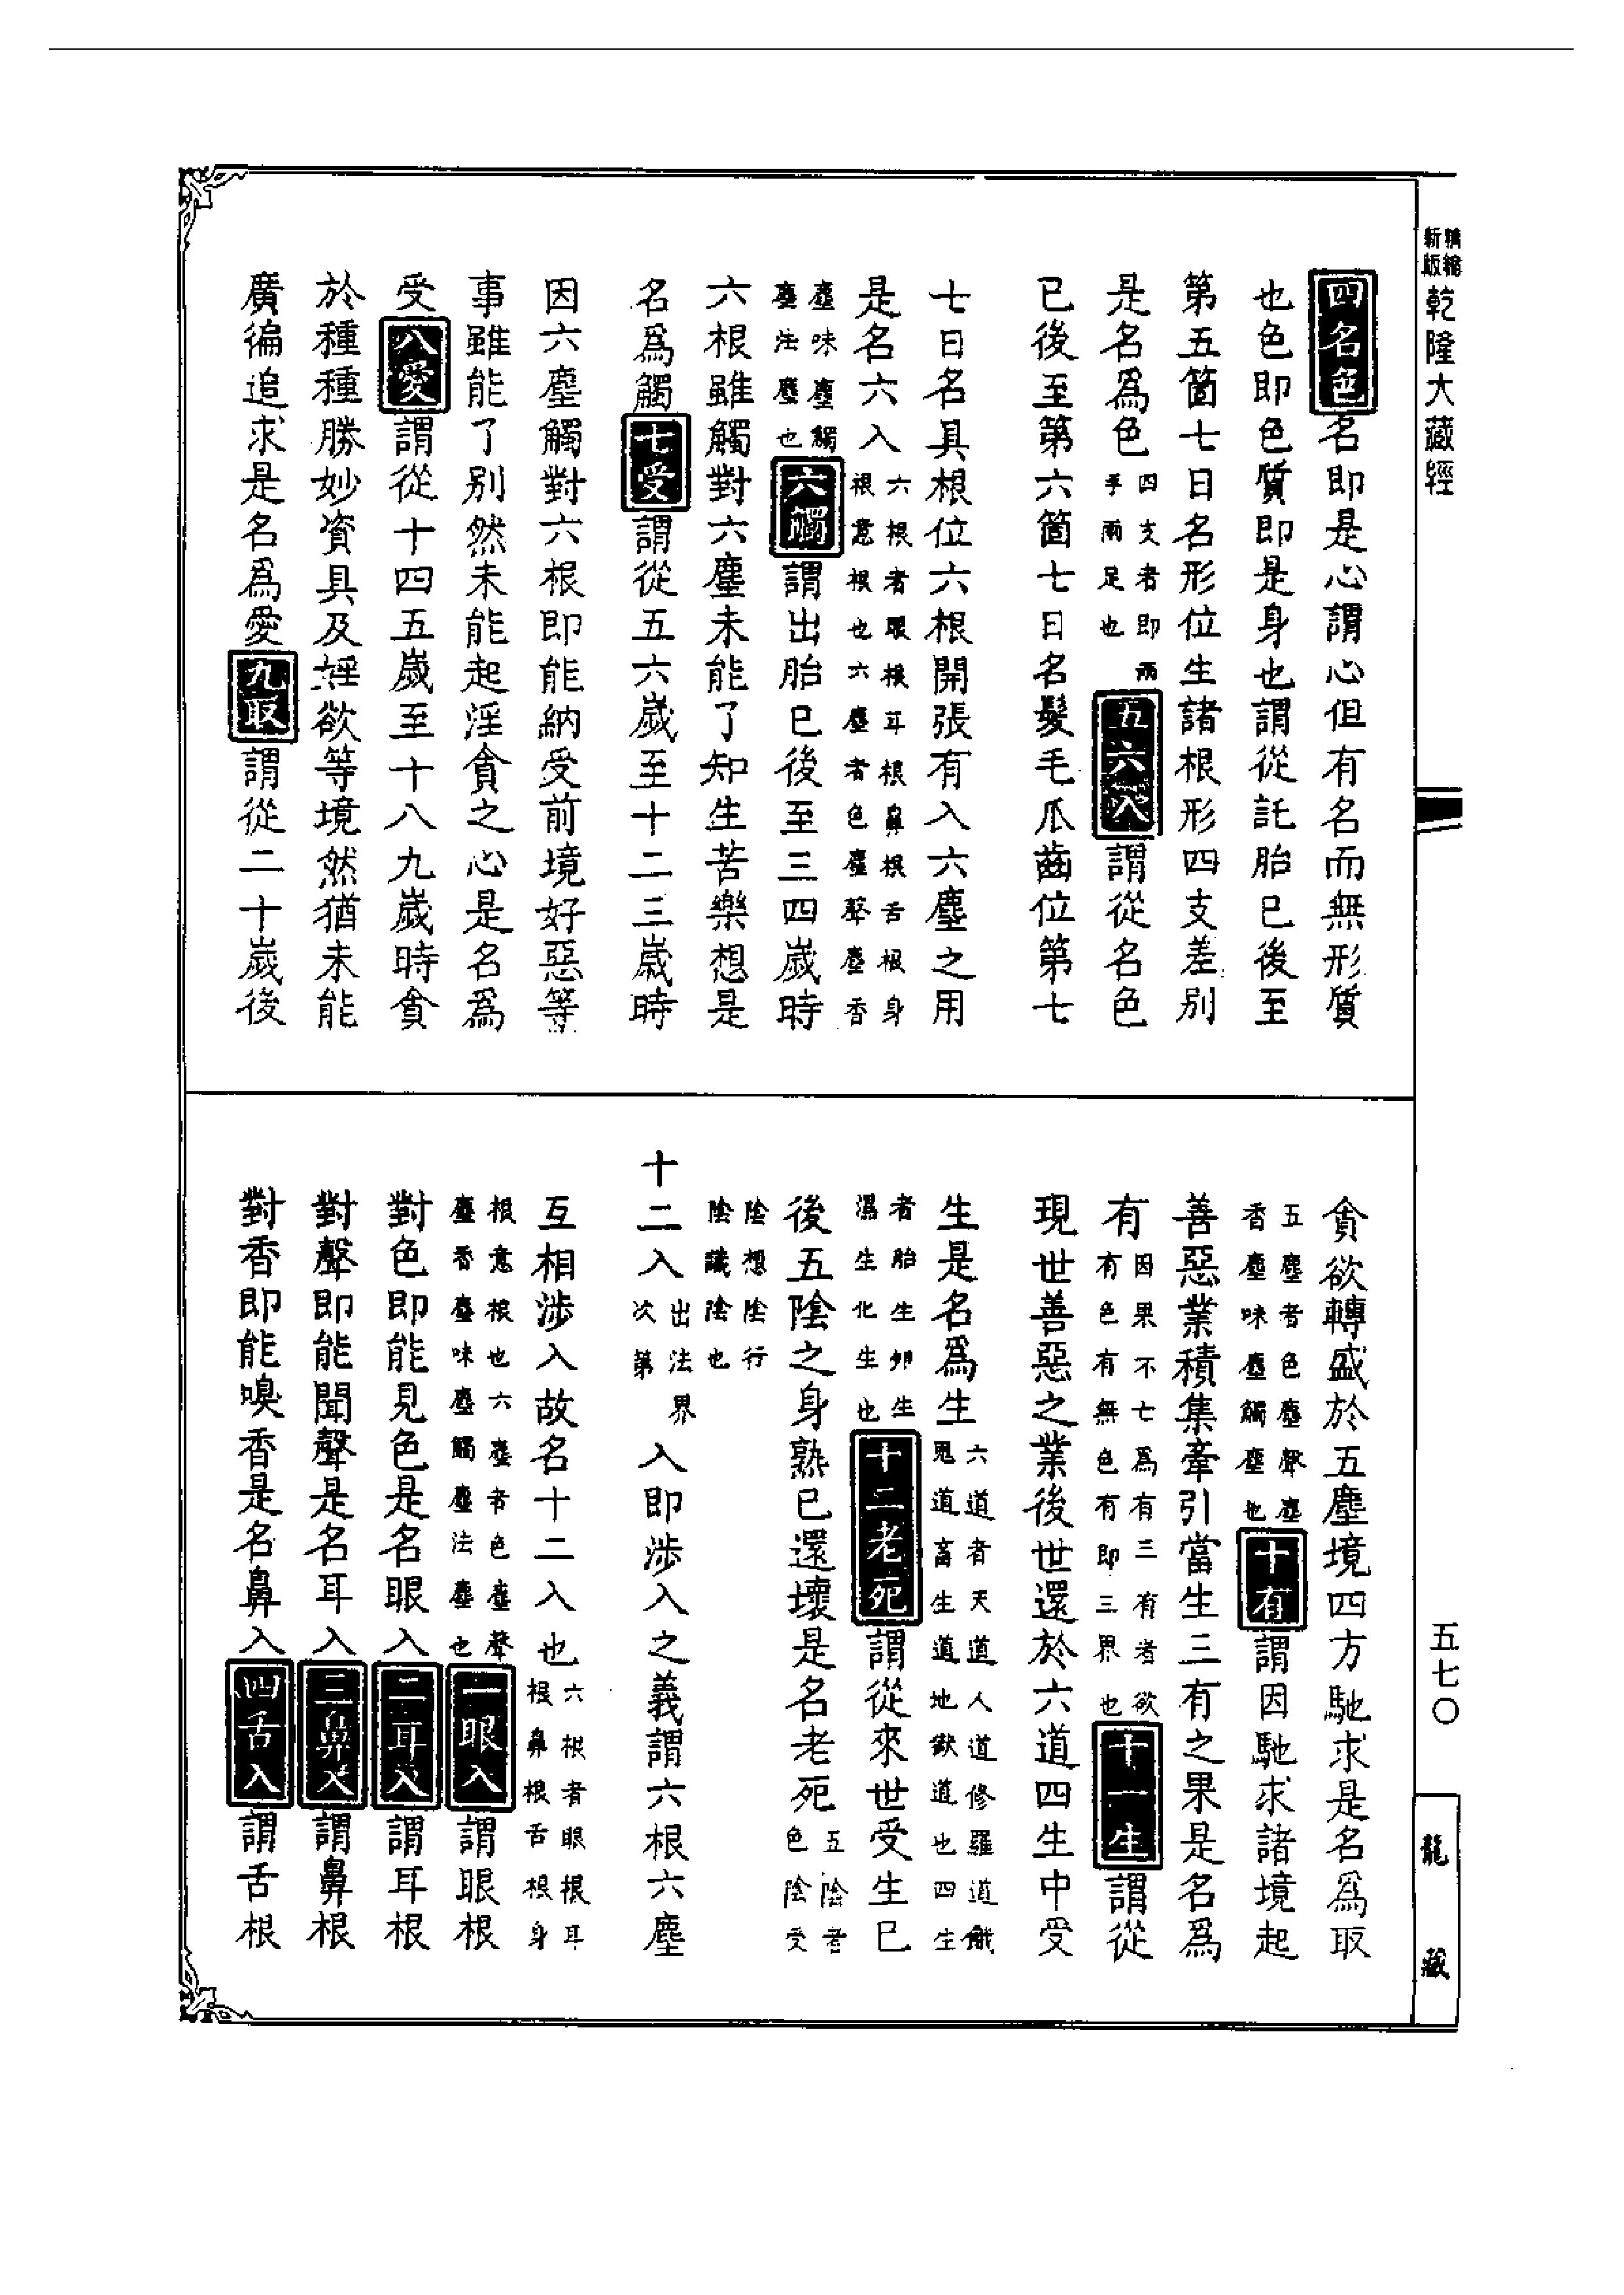 精縮新版乾隆大藏經
四名色名即是心謂心但有名而無形質
也色即色質即是身也謂從託胎已後至
第五箇七日名形位生諸根形四支差別
是名爲色四支者即兩手兩足也五六入謂從名色
已後至第六箇七日名髮毛爪齒位第七
七日名具根位六根開張有入六塵之用
是名六入六根者眼根耳根鼻根舌根身根意根也六塵者色塵聲塵香
塵味塵觸塵法塵也六觸謂出胎已後至三四歲時
六根雖觸對六塵未能了知生苦樂想是
名爲觸七受謂從五六歲至十二三歲時
因六塵觸對六根即能納受前境好惡等
事雖能了別然未能起淫貪之心是名爲
受八愛謂從十四五歲至十八九歲時貪
於種種勝妙資具及婬欲等境然猶未能
廣徧追求是名爲愛九取謂從二十歲後
貪欲轉盛於五塵境四方馳求是名爲取
五塵者色塵聲塵香塵味塵觸塵也十有謂因馳求諸境起
善惡業積集牽引當生三有之果是名爲
有因果不亡爲有三有者欲有色有無色有即三界也十一生謂從
現世善惡之業後世還於六道四生中受
生是名爲生六道者天道人道修羅道餓鬼道畜生道地獄道也四生
者胎生卵生濕生化生也十二老死謂從來世受生已
後五陰之身熟已還壞是名老死五陰者色陰受
陰想陰行陰識陰也
十二入出法界次第入即涉入之義謂六根六塵
互相涉入故名十二入也六根者眼根耳根鼻根舌根身
根意根也六塵者色塵聲塵香塵味塵觸塵法塵也一眼入謂眼根
對色即能見色是名眼入二耳入謂耳根
對聲即能聞聲是名耳入三鼻入謂鼻根
對香即能嗅香是名鼻入四舌入謂舌根
五七〇
龍藏